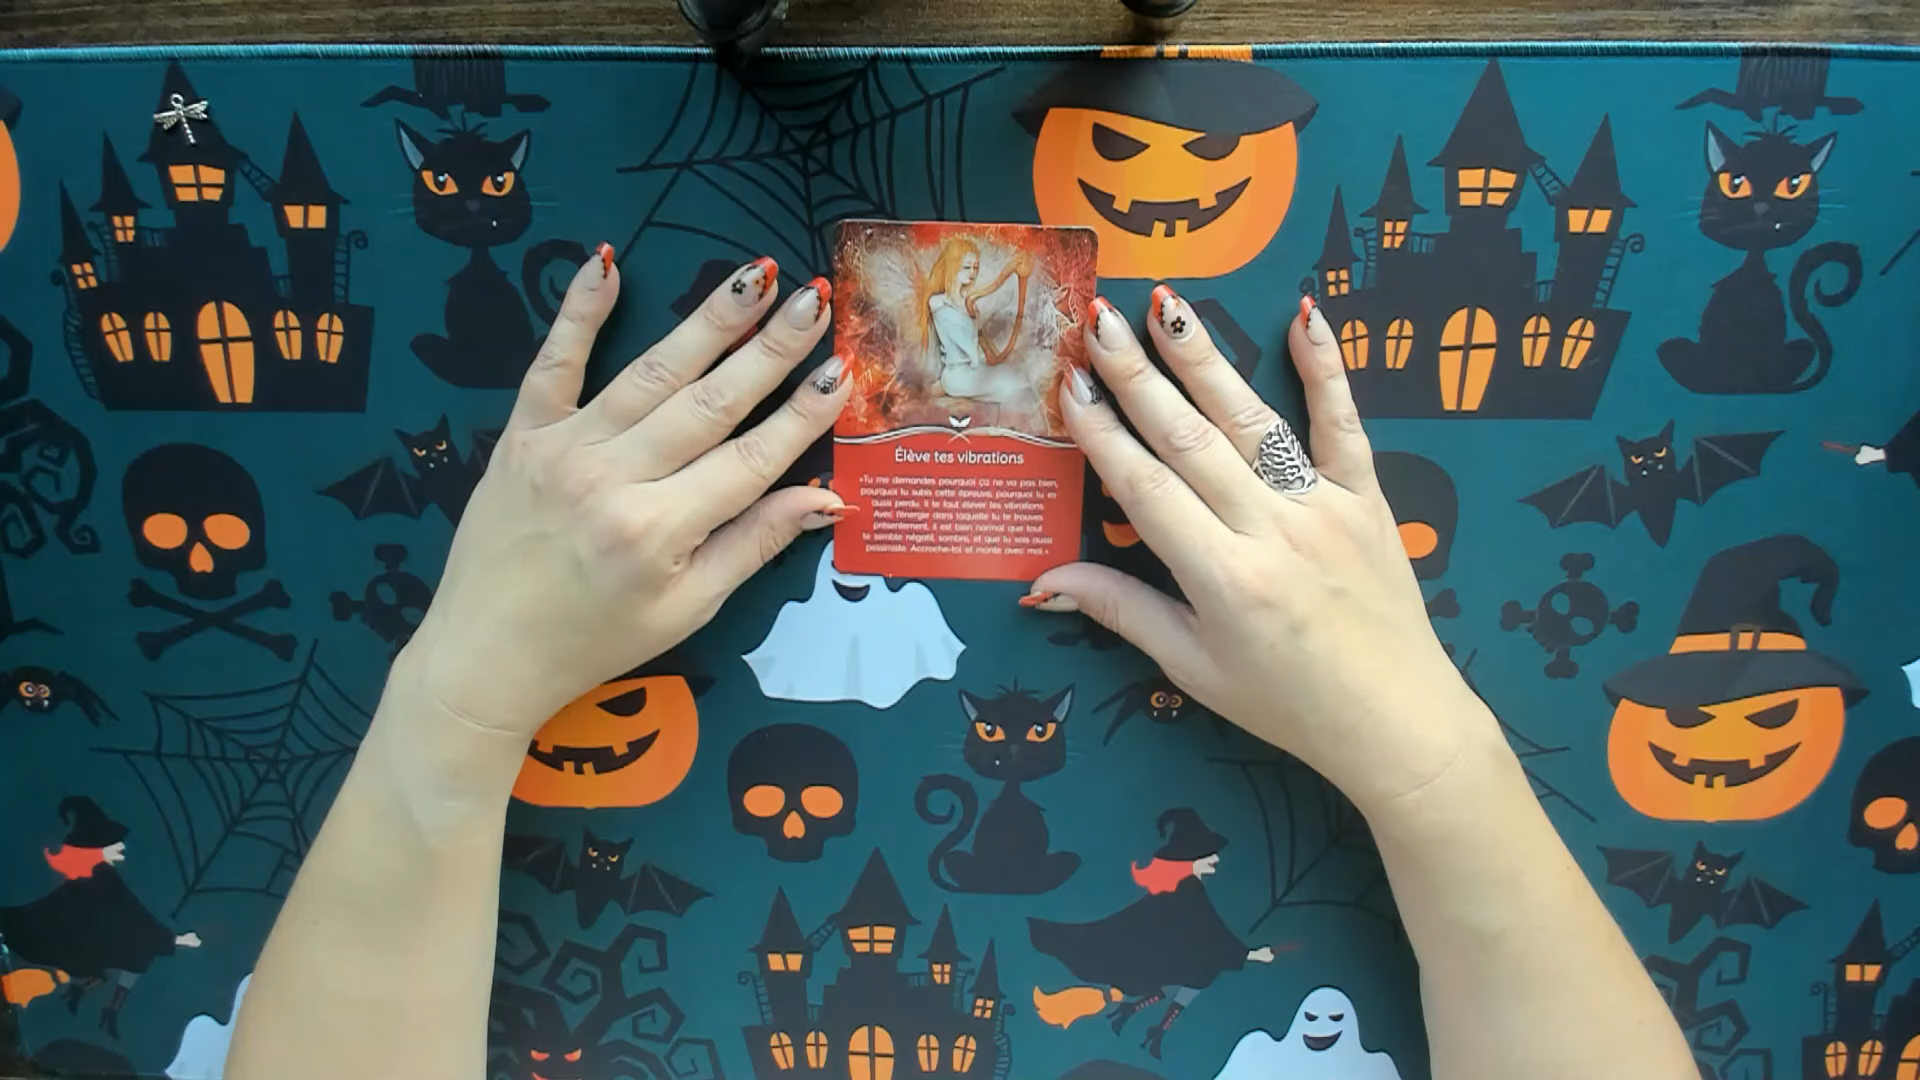 Élève tes vibrations
«Tu me demandes pourquoi ça ne va pas bien,
pourquoi tu subis cette épreuve, pourquoi tu es
aussi perdu. Il te faut élever tes vibrations.
Avec l'énergie dans laquelle tu te trouves
présentement, il est bien normal que tout
te semble négatif, sombre, et que tu sois aussi
pessimiste. Accroche-toi et monte avec moi.»